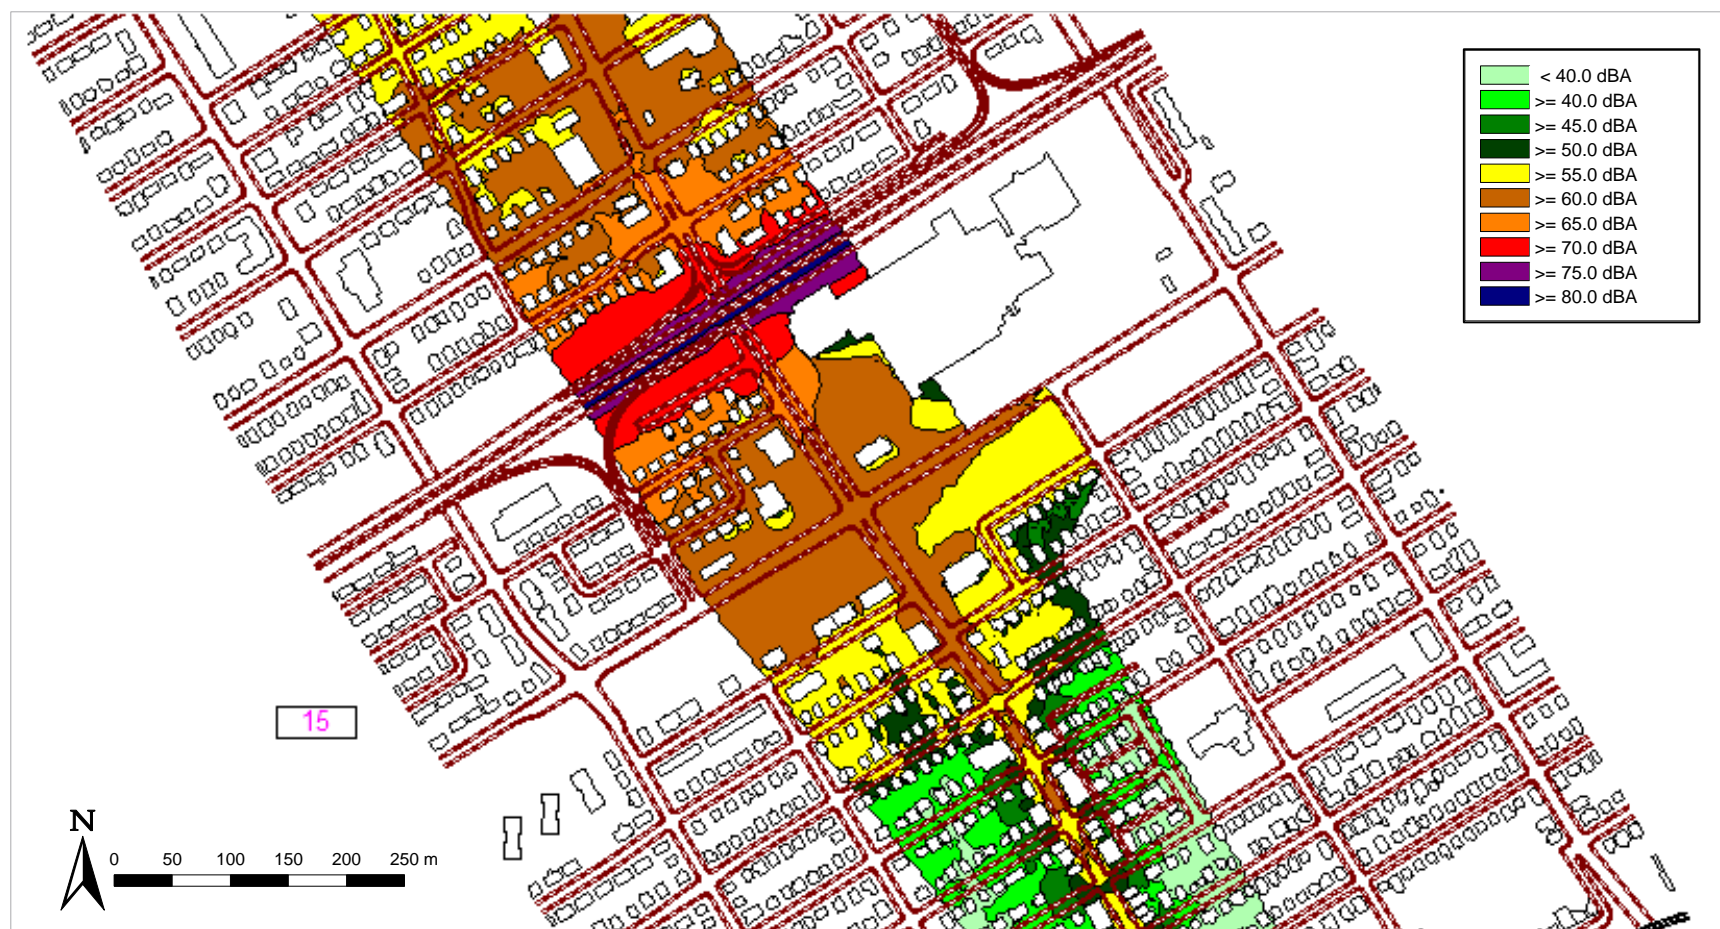 < 40.0 dBA
>= 40.0 dBA
>= 45.0 dBA
>= 50.0 dBA
>= 55.0 dBA
>= 60.0 dBA
>= 65.0 dBA
>= 70.0 dBA
>= 75.0 dBA
>= 80.0 dBA
15
N
0 50 100 150 200 250 m